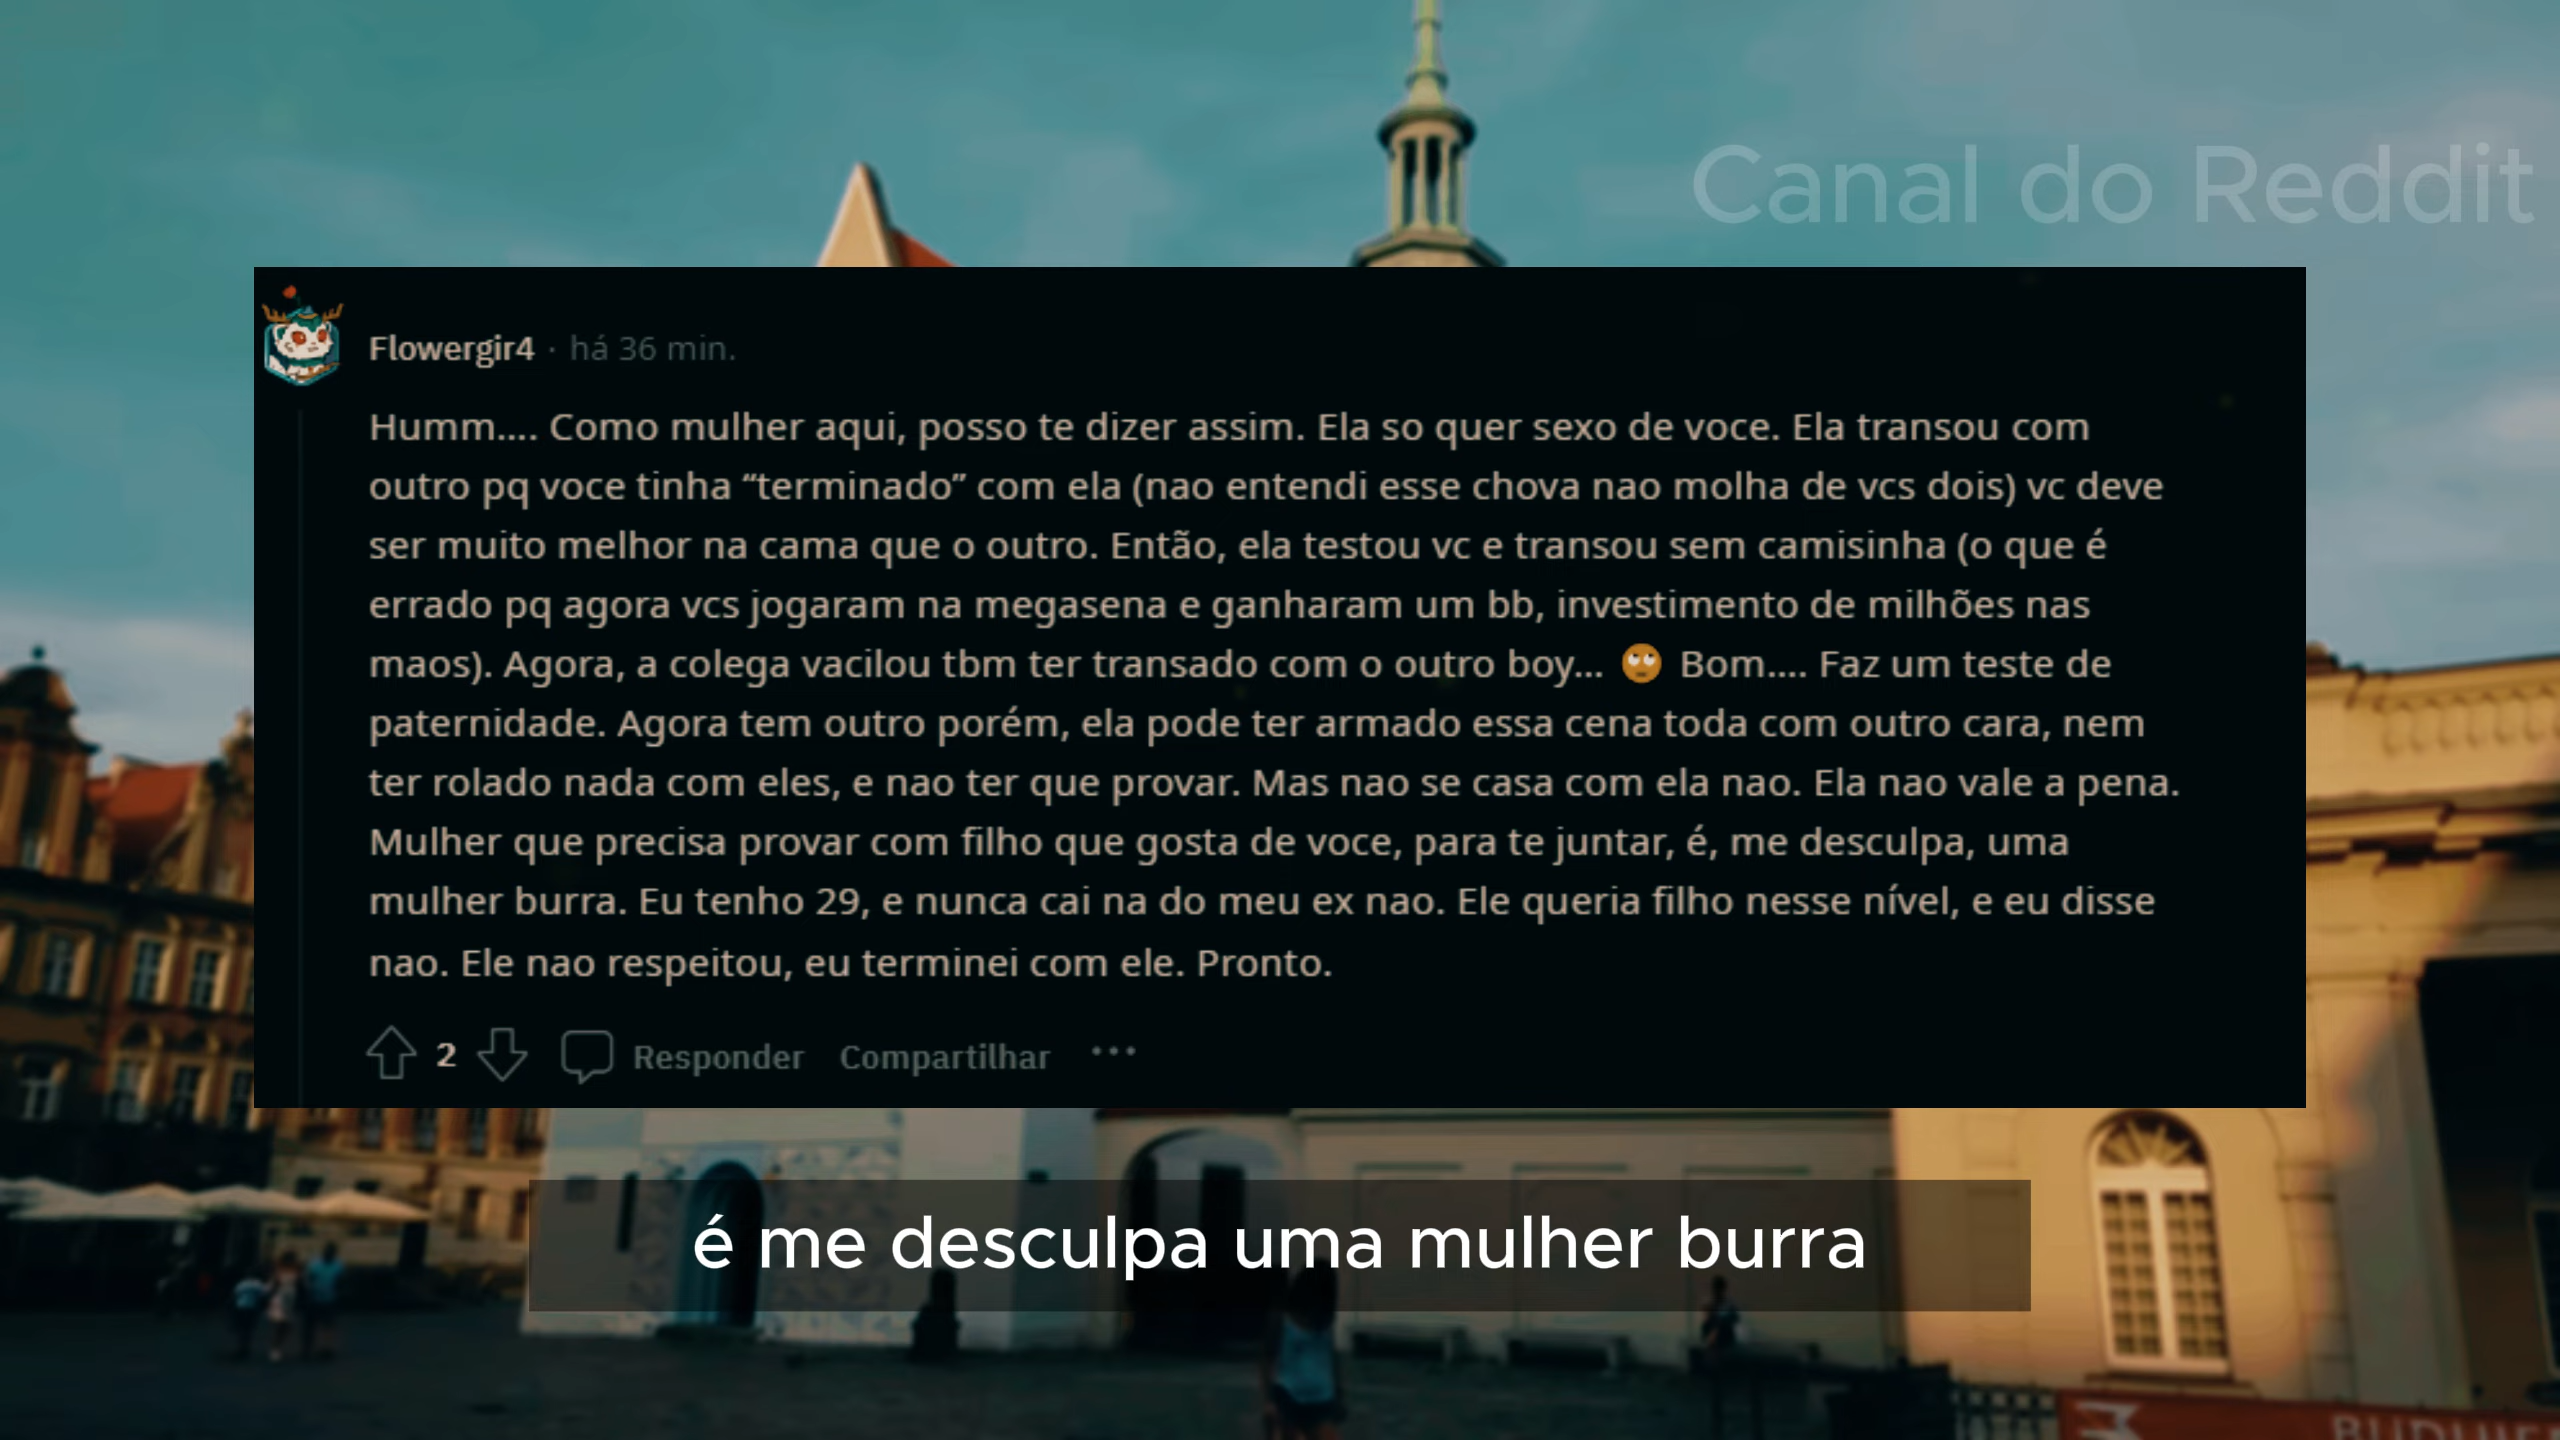 Canal do Reddit
Flowergir4 · há 36 min.
Humm.... Como mulher aqui, posso te dizer assim. Ela so quer sexo de voce. Ela transou com
outro pq voce tinha “terminado” com ela (nao entendi esse chova nao molha de vcs dois) vc deve
ser muito melhor na cama que o outro. Então, ela testou vc e transou sem camisinha (o que é
errado pq agora vcs jogaram na megasena e ganharam um bb, investimento de milhões nas
maos). Agora, a colega vacilou tbm ter transado com o outro boy... 🙄 Bom.... Faz um teste de
paternidade. Agora tem outro porém, ela pode ter armado essa cena toda com outro cara, nem
ter rolado nada com eles, e nao ter que provar. Mas nao se casa com ela nao. Ela nao vale a pena.
Mulher que precisa provar com filho que gosta de voce, para te juntar, é, me desculpa, uma
mulher burra. Eu tenho 29, e nunca cai na do meu ex nao. Ele queria filho nesse nível, e eu disse
nao. Ele nao respeitou, eu terminei com ele. Pronto.
2 Responder Compartilhar ...
é me desculpa uma mulher burra